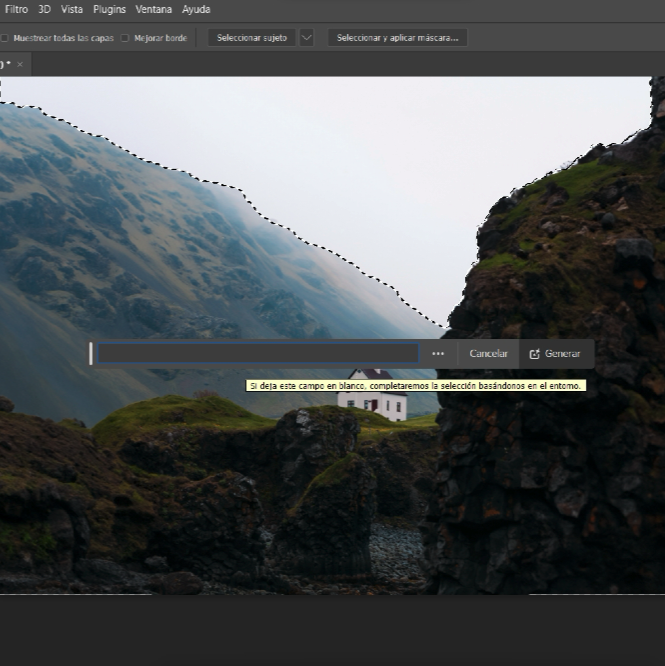 Filtro 3D Vista Plugins Ventana Ayuda
Muestrear todas las capas Mejorar borde Seleccionar sujeto Seleccionar y aplicar máscara...
Cancelar Generar
Si deja este campo en blanco, completaremos la selección basándonos en el entorno.